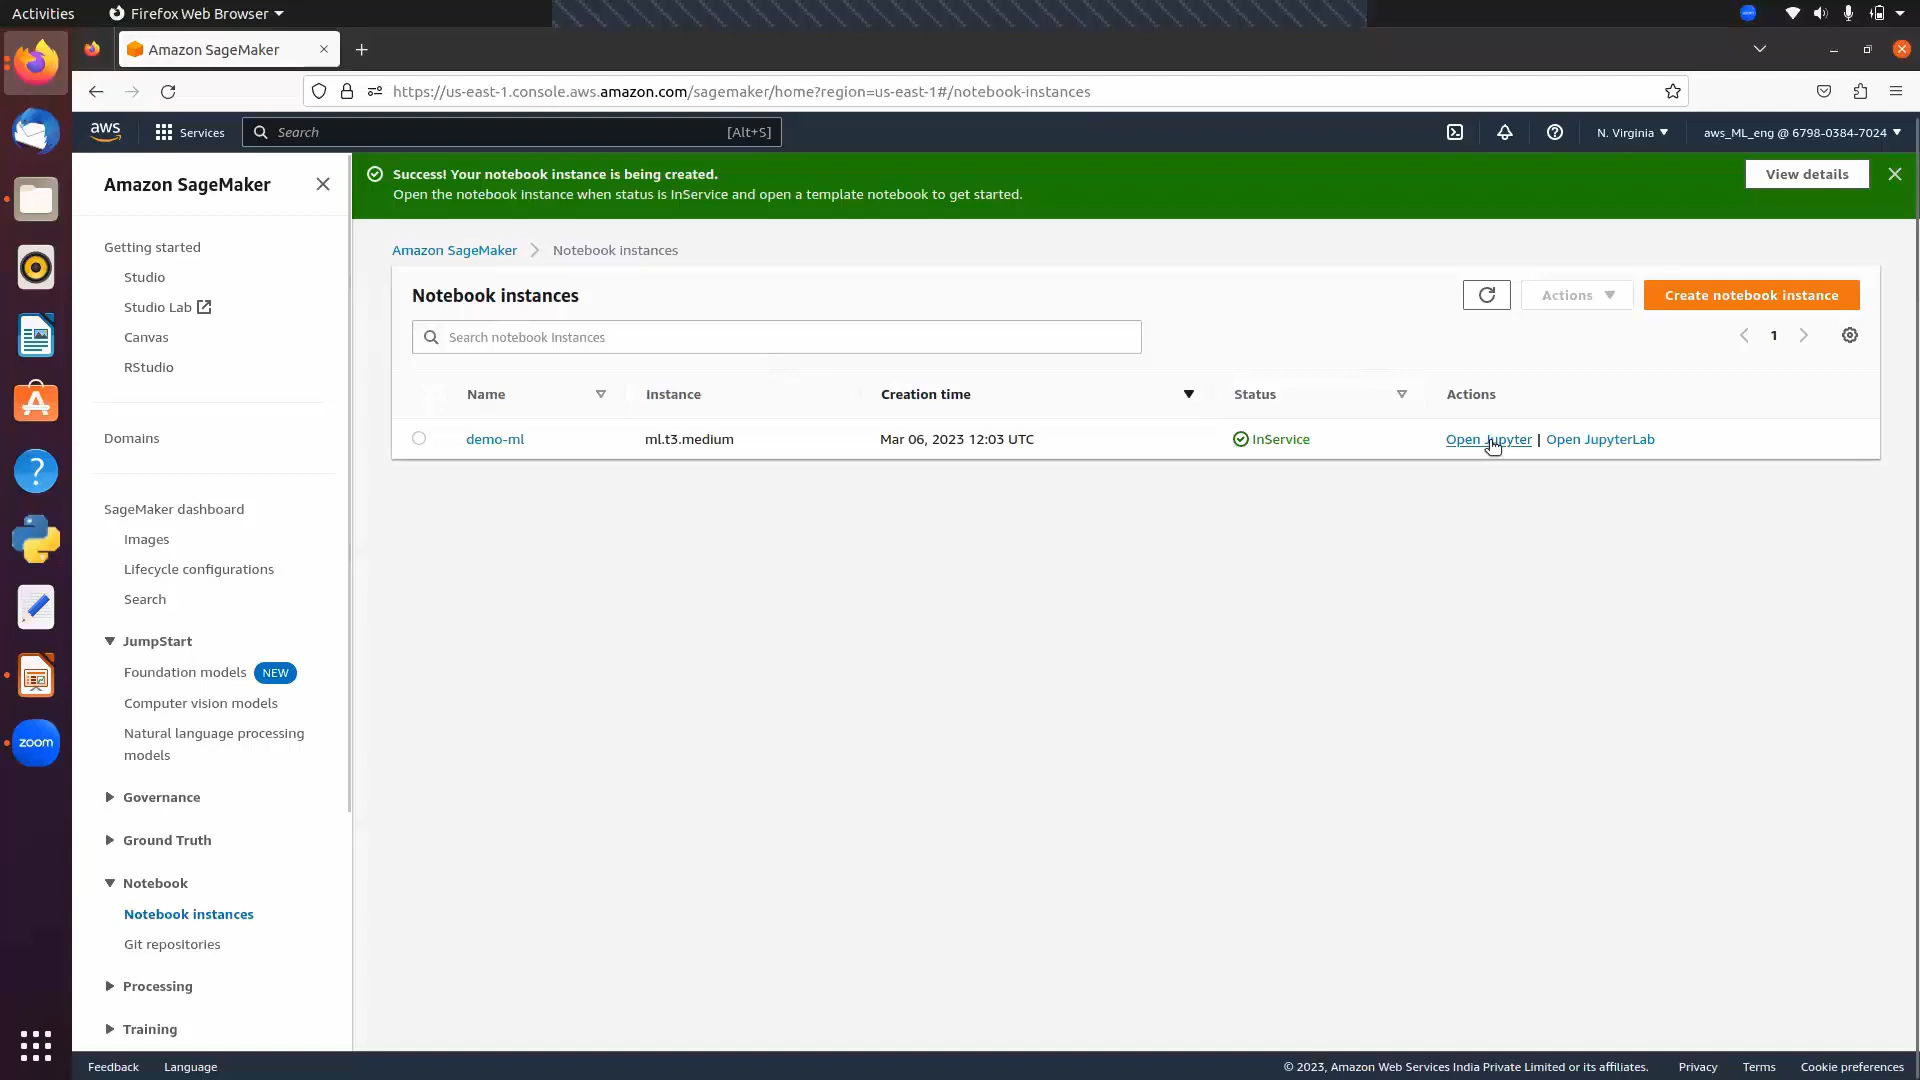 Activities
Firefox Web Browser
Amazon SageMaker
https://us-east-1.console.aws.amazon.com/sagemaker/home?region=us-east-1#/notebook-instances
aws
Services
Search
[Alt+S]
N. Virginia
aws_ML_eng @ 6798-0384-7024
Amazon SageMaker
Getting started
Studio
Studio Lab
Canvas
RStudio
Domains
SageMaker dashboard
Images
Lifecycle configurations
Search
JumpStart
Foundation models NEW
Computer vision models
Natural language processing
models
Governance
Ground Truth
Notebook
Notebook instances
Git repositories
Processing
Training
Success! Your notebook instance is being created.
Open the notebook instance when status is InService and open a template notebook to get started.
View details
Amazon SageMaker
Notebook instances
Notebook instances
Actions
Create notebook instance
Search notebook instances
1
Name
Instance
Creation time
Status
Actions
demo-ml
ml.t3.medium
Mar 06, 2023 12:03 UTC
InService
Open Jupyter | Open JupyterLab
zoom
Feedback
Language
© 2023, Amazon Web Services India Private Limited or its affiliates.
Privacy
Terms
Cookie preferences